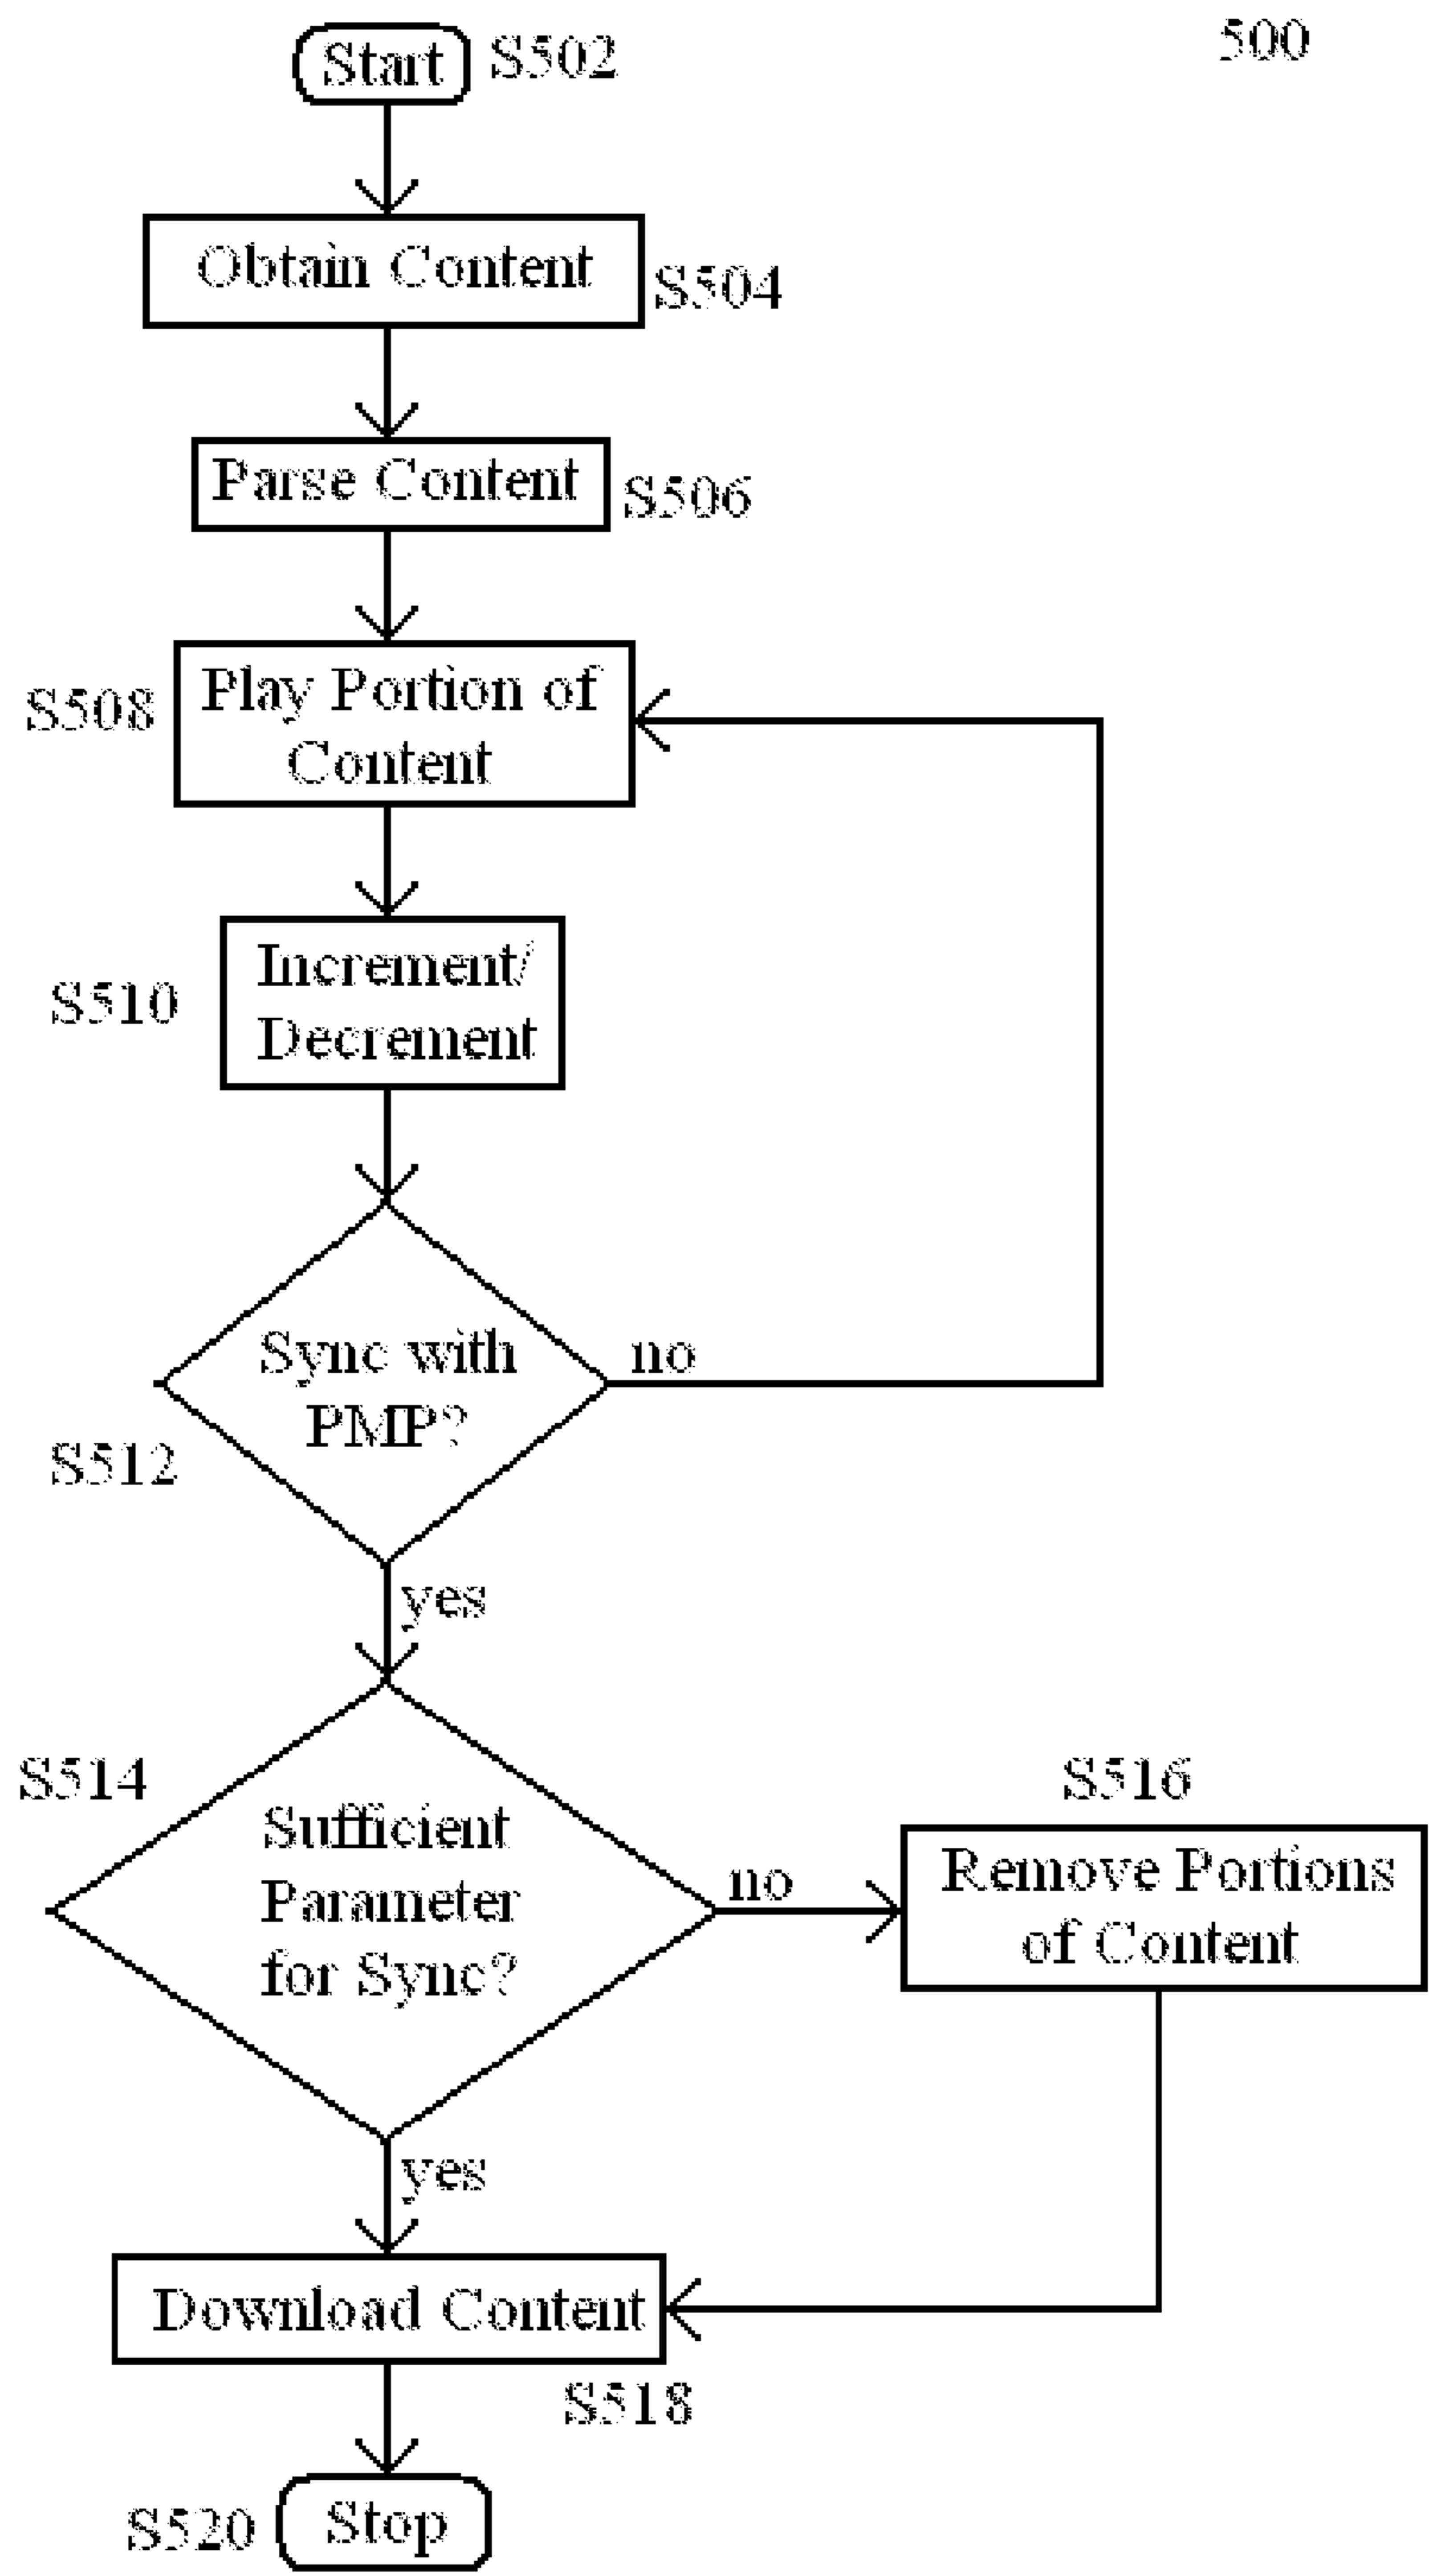 500
Start
S502
Obtain Content
S504
Parse Content
S506
Play Portion of
Content
S508
Increment/
Decrement
S510
Sync with
PMP?
S512
no
yes
Sufficient
Parameter
for Sync?
S514
no
Remove Portions
of Content
S516
yes
Download Content
S518
Stop
S520